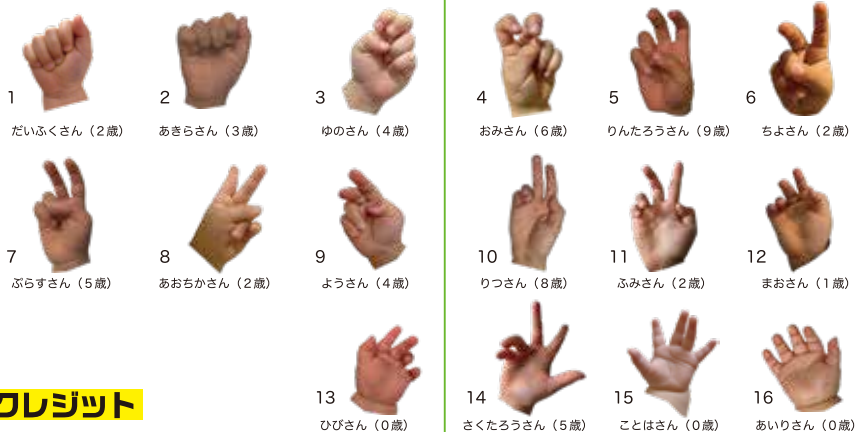 1
だいふくさん（2歳）
2
あきらさん（3歳）
3
ゆのさん（4歳）
4
おみさん（6歳）
5
りんたろうさん（9歳）
6
ちよさん（2歳）
7
ぷらすさん（5歳）
8
あおちかさん（2歳）
9
ようさん（4歳）
10
りつさん（8歳）
11
ふみさん（2歳）
12
まおさん（1歳）
13
ひびさん（0歳）
14
さくたろうさん（5歳）
15
ことはさん（0歳）
16
あいりさん（0歳）
クレジット